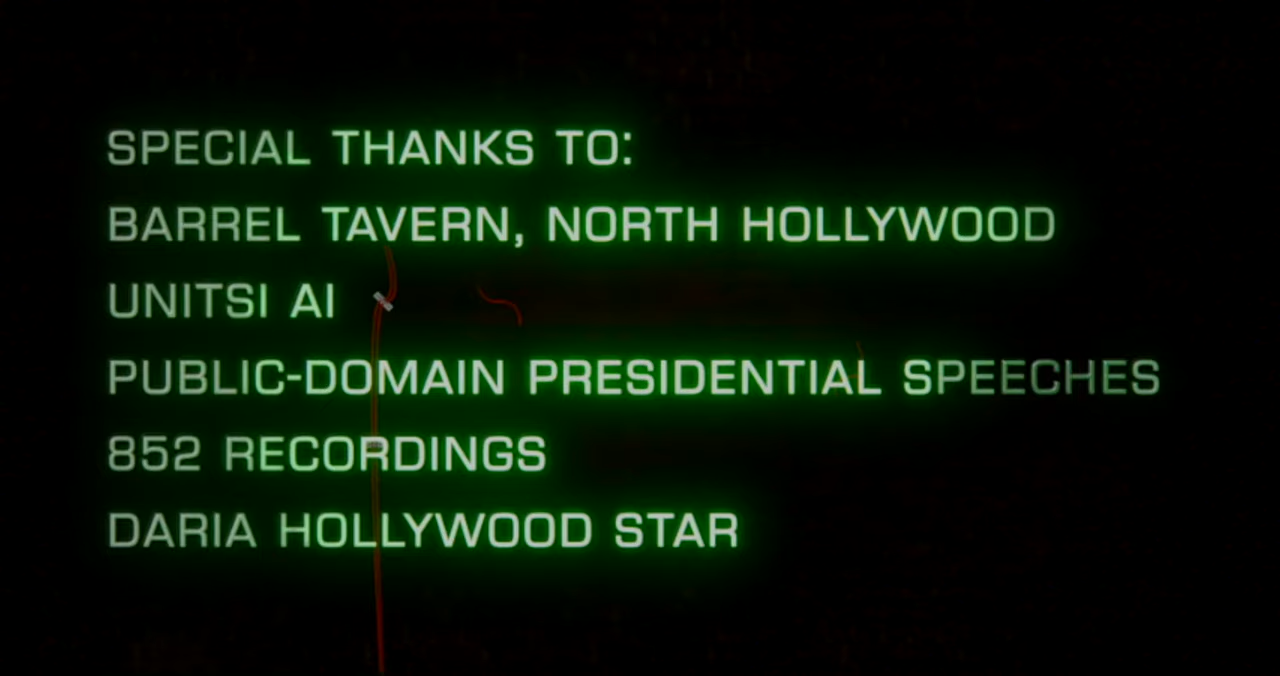 SPECIAL THANKS TO:
BARREL TAVERN, NORTH HOLLYWOOD
UNITSI AI
PUBLIC-DOMAIN PRESIDENTIAL SPEECHES
852 RECORDINGS
DARIA HOLLYWOOD STAR